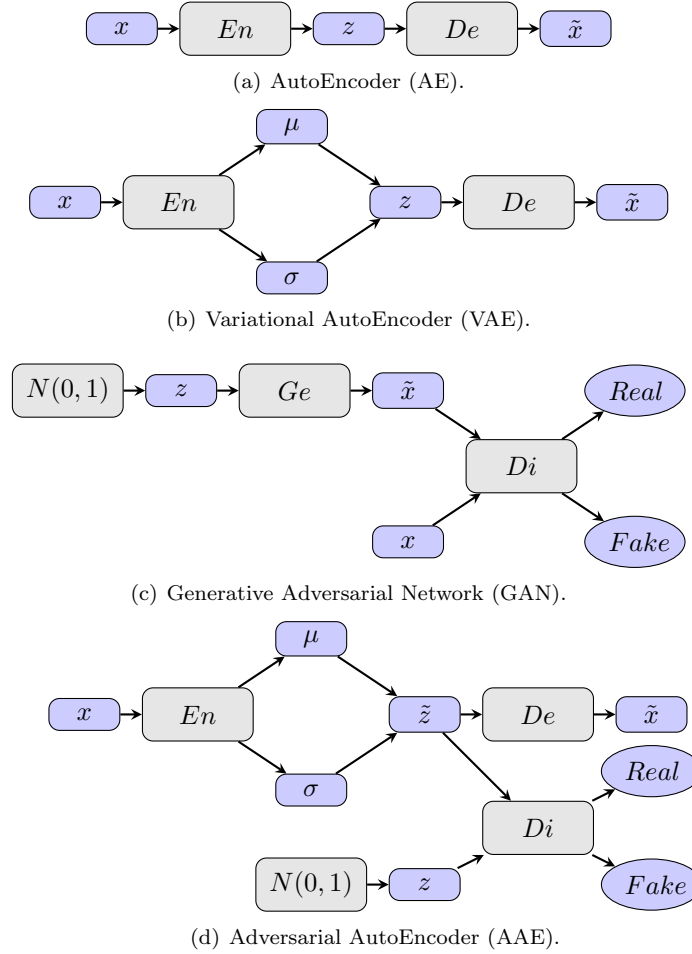 x En z De x̃
(a) AutoEncoder (AE).
μ
x En z De x̃
σ
(b) Variational AutoEncoder (VAE).
N(0, 1) z Ge x̃ Real
Di
x Fake
(c) Generative Adversarial Network (GAN).
μ
x En z̃ De x̃
σ Real
Di
N(0, 1) z Fake
(d) Adversarial AutoEncoder (AAE).